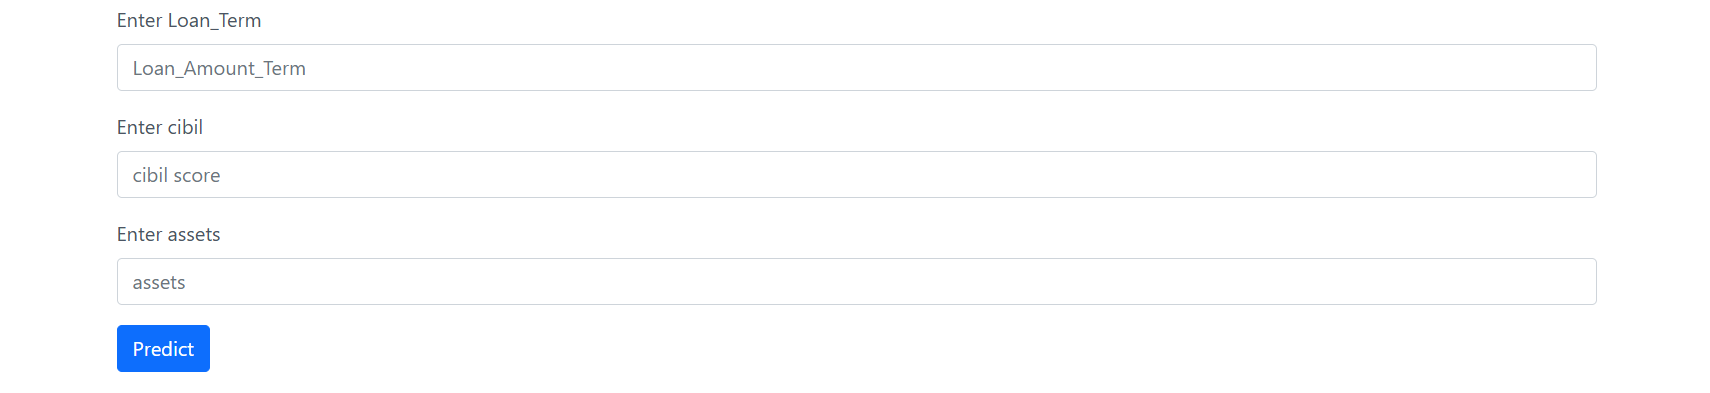 Enter Loan_Term
Loan_Amount_Term
Enter cibil
cibil score
Enter assets
assets
Predict